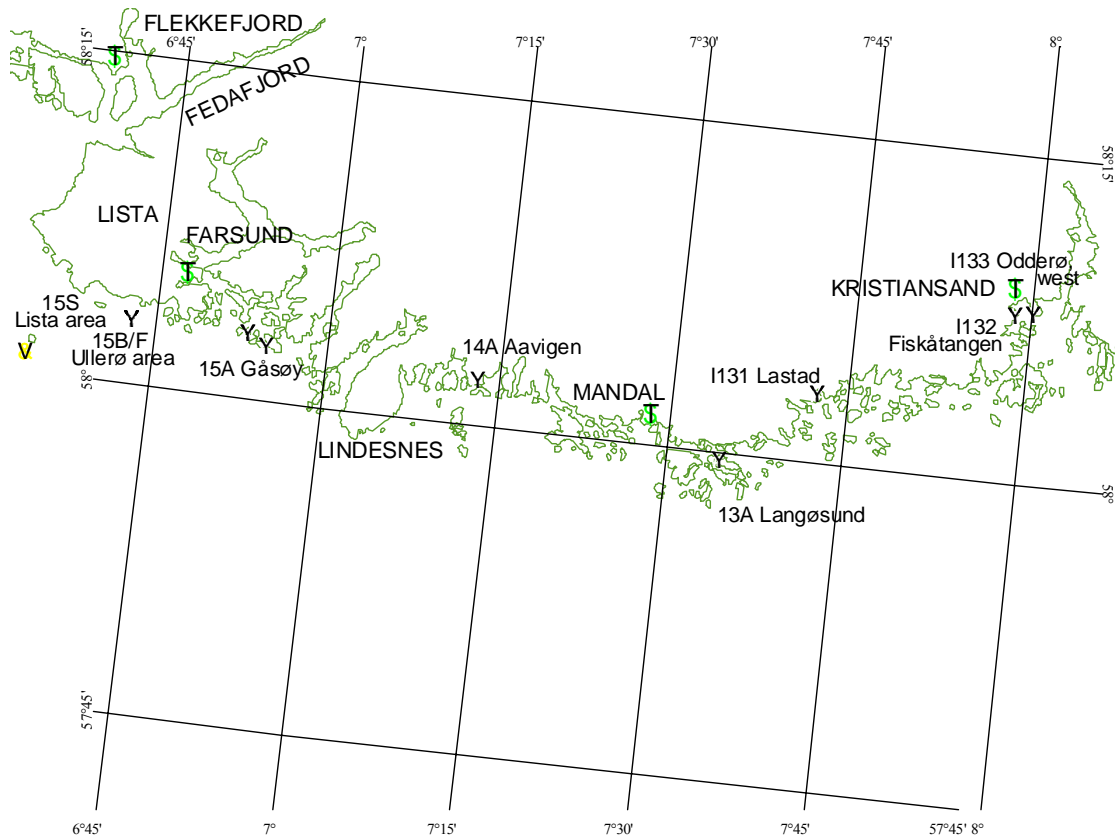 FLEKKEFJORD
58°15' 6°45' 7° 7°15' 7°30' 7°45' 8°
T
S
FEDAFJORD
58°15'
LISTA
FARSUND
T
S
I133 Odderø,
west
KRISTIANSAND
T
S
15S
Lista area
Y
Y Y
I132
Fiskåtangen
V
15B/F
Ullerø area
Y
Y
15A Gåsøy
14A Aavigen
Y
I131 Lastad
Y
58°
MANDAL
T
S
LINDESNES
Y
58°
13A Langøsund
57°45'
6°45' 7° 7°15' 7°30' 7°45' 57°45' 8°